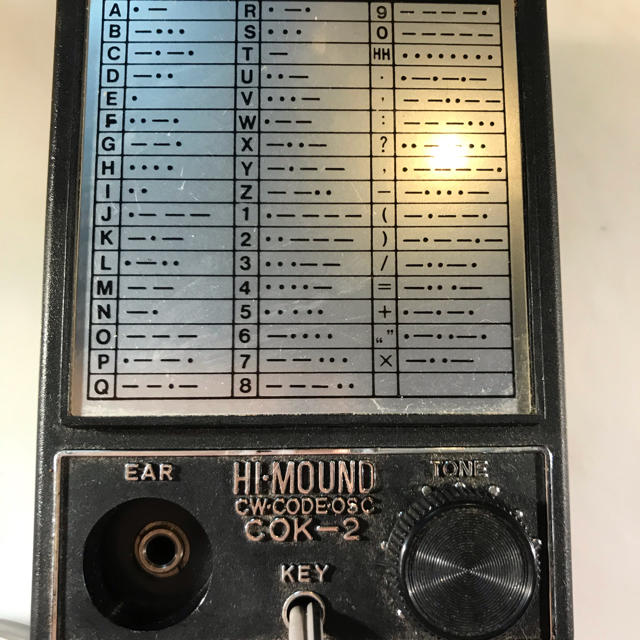 A ·— R ·—· 9 ————·
B —··· S ··· 0 —————
C —·—· T — HH ········
D —·· U ··— . ·—·—·—
E · V ···— , ——··——
F ··—· W ·—— : ———···
G ——· X —··— ? ··——··
H ···· Y —·—— ' ·————·
I ·· Z ——·· — —····—
J ·——— 1 ·———— ( —·——·
K —·— 2 ··——— ) —·——·—
L ·—·· 3 ···—— / —··—·
M —— 4 ····— = —···—
N —· 5 ····· + ·—·—·
O ——— 6 —···· “ ” ·—··—·
P ·——· 7 ——··· × —··—
Q ——·— 8 ———··
EAR HI·MOUND TONE
CW·CODE·OSC
COK-2
KEY